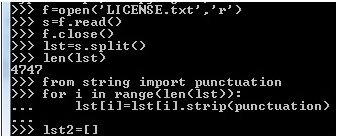 >>> f=open('LICENSE.txt','r')
>>> s=f.read()
>>> f.close()
>>> lst=s.split()
>>> len(lst)
4747
>>> from string import punctuation
>>> for i in range(len(lst)):
...     lst[i]=lst[i].strip(punctuation)
...
>>> lst2=[]